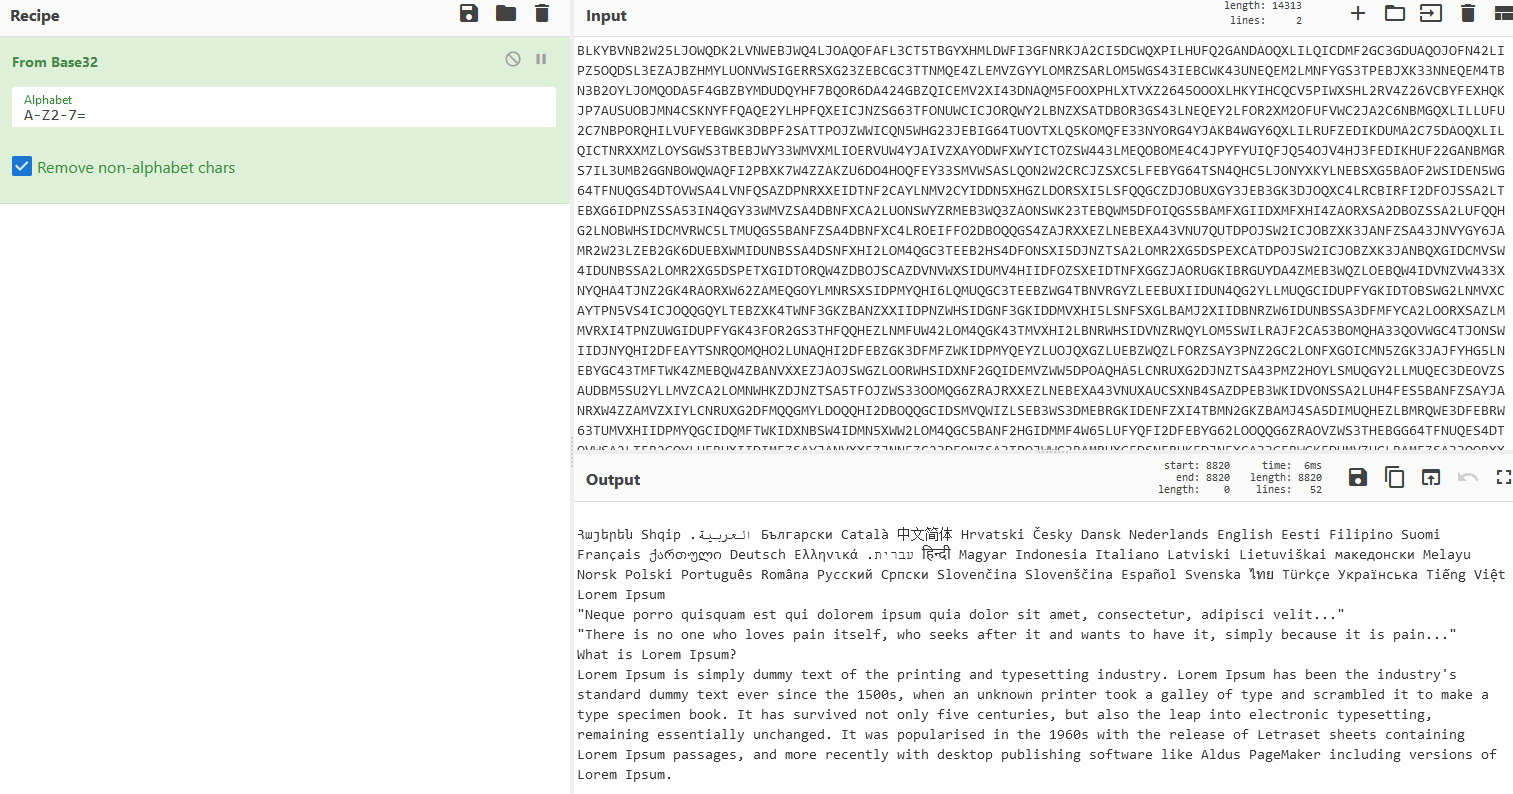 Recipe
From Base32
Alphabet
A-Z2-7=
Remove non-alphabet chars
Input
length: 14313
lines: 2
BLKYBVNB2W25LJOWQDK2LVNWEBJWQ4LJOAQOFAFL3CT5TBGYXHMLDWFI3GFNRKJA2CI5DCWQXPILHUFQ2GANDAOQXLILQICDMF2GC3GDUAQOJOFN42LI
PZ5OQDSL3EZAJBZHMYLUONVWSIGERRSXG23ZEBCGC3TTNMQE4ZLEMVZGYYLOMRZSARLOM5WGS43IEBCWK43UNEQEM2LMNFYGS3TPEBJXK33NNEQEM4TB
N3B2OYLJOMQODA5F4GBZBYMDUDQYHF7BQOR6DA424GBZQICEMV2XI43DNAQM5FOOXPHLXTVXZ2645OOOXLHKYIHCQCV5PIWXSHL2RV4Z26VCBYFEXHQK
JP7AUSUOBJMN4CSKNYFFQAQE2YLHPFQXEICJNZSG63TFONUWCICJORQWY2LBNZXSATDBOR3GS43LNEQEY2LFOR2XM2OFUFVWC2JA2C6NBMGQXLILLUFU
2C7NBPORQHILVUFYEBGWK3DBPF2SATTPOJZWWICQN5WHG23JEBIG64TUOVTXLQ5KOMQFE33NYORG4YJAKB4WGY6QXLILRUFZEDIKDUMA2C75DAOQXLIL
QICTNRXXMZLOYSGWS3TBEBJWY33WMVXMLIOERVUW4YJAIVZXAYODWFXWYICTOZSW443LMEQOBOME4C4JPYFYUIQFJQ54OJV4HJ3FEDIKHUF22GANBMGR
S7IL3UMB2GGNBOWQWAQFI2PBXK7W4ZZAKZU6DO4HOQFEY33SMVWSASLQON2W2CRCJZSXC5LFEBYG64TSN4QHC5LJONYXKYLNEBSXG5BAOF2WSIDEN5WG
64TFNUQGS4DTOVWSA4LVNFQSAZDPNRXXEIDTNF2CAYLNMV2CYIDDN5XHGZLDORSXI5LSFQQGCZDJOBUXGY3JEB3GK3DJOQXC4LRCBIRFI2DFOJSSA2LT
EBXG6IDPNZSSA53IN4QGY33WMVZSA4DBNFXCA2LUONSWYZRMEB3WQ3ZAONSWK23TEBQWM5DFOIQGS5BAMFXGIIDXMFXHI4ZAORXSA2DBOZSSA2LUFQQH
G2LNOBWHSIDCMVRWC5LTMUQGS5BANFZSA4DBNFXC4LROEIFFO2DBOQQGS4ZAJRXXEZLNEBEXA43VNU7QUTDPOJSW2ICJOBZXK3JANFZSA43JNVYGY6JA
MR2W23LZEB2GK6DUEBXWMIDUNBSSA4DSNFXHI2LOM4QGC3TEEB2HS4DFONSXI5DJNZTSA2LOMR2XG5DSPEXCATDPOJSW2ICJOBZXK3JANBQXGIDCMVSW
4IDUNBSSA2LOMR2XG5DSPETXGIDTORQW4ZDBOJSCAZDVNVWXSIDUMV4HIIDFOZSXEIDTNFXGGZJAORUGKIBRGUYDA4ZMEB3WQZLOEBQW4IDVNZVW433X
NYQHA4TJNZ2GK4RAORXW62ZAMEQGOYLMNRSXSIDPMYQHI6LQMUQGC3TEEBZWG4TBNVRGYZLEEBUXIIDUN4QG2YLLMUQGCIDUPFYGKIDTOBSWG2LNMVXC
AYTPN5VS4ICJOQQGQYLTEBZXK4TWNF3GKZBANZXXIIDPNZWHSIDGNF3GKIDDMVXHI5LSNFSXGLBAMJ2XIIDBNRZW6IDUNBSSA3DFMFYCA2LOORXSAZLM
MVRXI4TPNZUWGIDUPFYGK43FOR2GS3THFQQHEZLNMFUW42LOM4QGK43TMVXHI2LBNRWHSIDVNZRWQYLOM5SWILRAJF2CA53BOMQHA33QOVWGC4TJONSW
IIDJNYQHI2DFEAYTSNRQOMQHO2LUNAQHI2DFEBZGK3DFMFZWKIDPMYQEYZLUOJQXGZLUEBZWQZLFORZSAY3PNZ2GC2LONFXGOICMN5ZGK3JAJFYHG5LN
EBYGC43TMFTWK4ZMEBQW4ZBANVXXEZJAOJSWGZLOORWHSIDXNF2GQIDEMVZWW5DPOAQHA5LCNRUXG2DJNZTSA43PMZ2HOYLSMUQGY2LLMUQEC3DEOVZS
AUDBM5SU2YLLMVZCA2LOMNWHKZDJNZTSA5TFOJZWS33OOMQG6ZRAJRXXEZLNEBEXA43VNUXAUCSXNB4SAZDPEB3WKIDVONSSA2LUH4FES5BANFZSAYJA
NRXW4ZZAMVZXIYLCNRUXG2DFMQQGMYLDOQQHI2DBOQQGCIDSMVQWIZLSEB3WS3DMEBRGKIDENFZXI4TBMN2GKZBAMJ4SA5DIMUQHEZLBMRQWE3DFEBRW
63TUMVXHIIDPMYQGCIDQMFTWKIDXNBSW4IDMN5XWW2LOM4QGC5BANF2HGIDMMF4W65LUFYQFI2DFEBYG62LOOQQG6ZRAOVZWS3THEBGG64TFNUQES4DT
Output
start: 8820
end: 8820
length: 0
time: 6ms
length: 8820
lines: 52
Հայերեն Shqip ‫العربية. Български Català 中文简体 Hrvatski Česky Dansk Nederlands English Eesti Filipino Suomi
Français ქართული Deutsch Ελληνικά ‫עברית. हिन्दी Magyar Indonesia Italiano Latviski Lietuviškai македонски Melayu
Norsk Polski Português Româna Pyccкий Српски Slovenčina Slovenščina Español Svenska ไทย Türkçe Українська Tiếng Việt
Lorem Ipsum
"Neque porro quisquam est qui dolorem ipsum quia dolor sit amet, consectetur, adipisci velit..."
"There is no one who loves pain itself, who seeks after it and wants to have it, simply because it is pain..."
What is Lorem Ipsum?
Lorem Ipsum is simply dummy text of the printing and typesetting industry. Lorem Ipsum has been the industry's
standard dummy text ever since the 1500s, when an unknown printer took a galley of type and scrambled it to make a
type specimen book. It has survived not only five centuries, but also the leap into electronic typesetting,
remaining essentially unchanged. It was popularised in the 1960s with the release of Letraset sheets containing
Lorem Ipsum passages, and more recently with desktop publishing software like Aldus PageMaker including versions of
Lorem Ipsum.